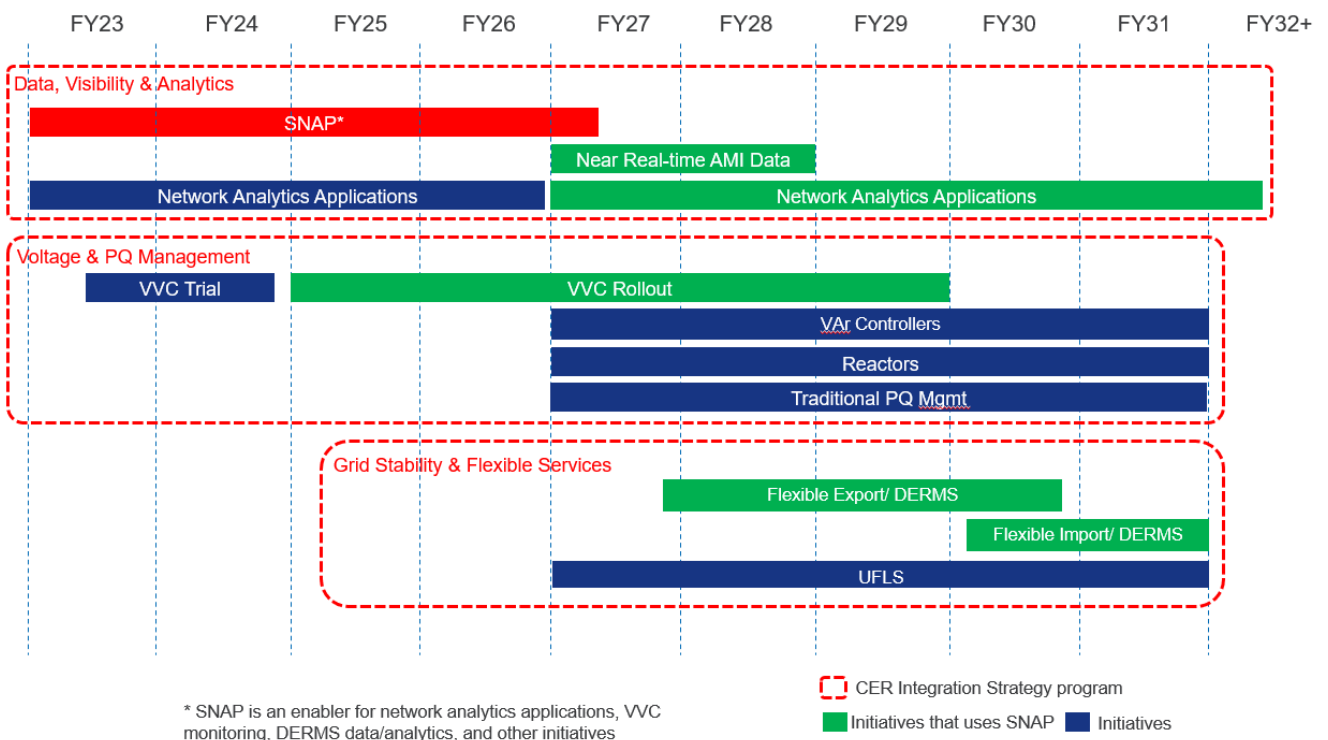 FY23 FY24 FY25 FY26 FY27 FY28 FY29 FY30 FY31 FY32+
Data, Visibility & Analytics
SNAP*
Near Real-time AMI Data
Network Analytics Applications Network Analytics Applications
Voltage & PQ Management
VVC Trial VVC Rollout
VAr Controllers
Reactors
Traditional PQ Mgmt
Grid Stability & Flexible Services
Flexible Export/ DERMS
Flexible Import/ DERMS
UFLS
* SNAP is an enabler for network analytics applications, VVC
monitoring, DERMS data/analytics, and other initiatives
CER Integration Strategy program
Initiatives that uses SNAP Initiatives